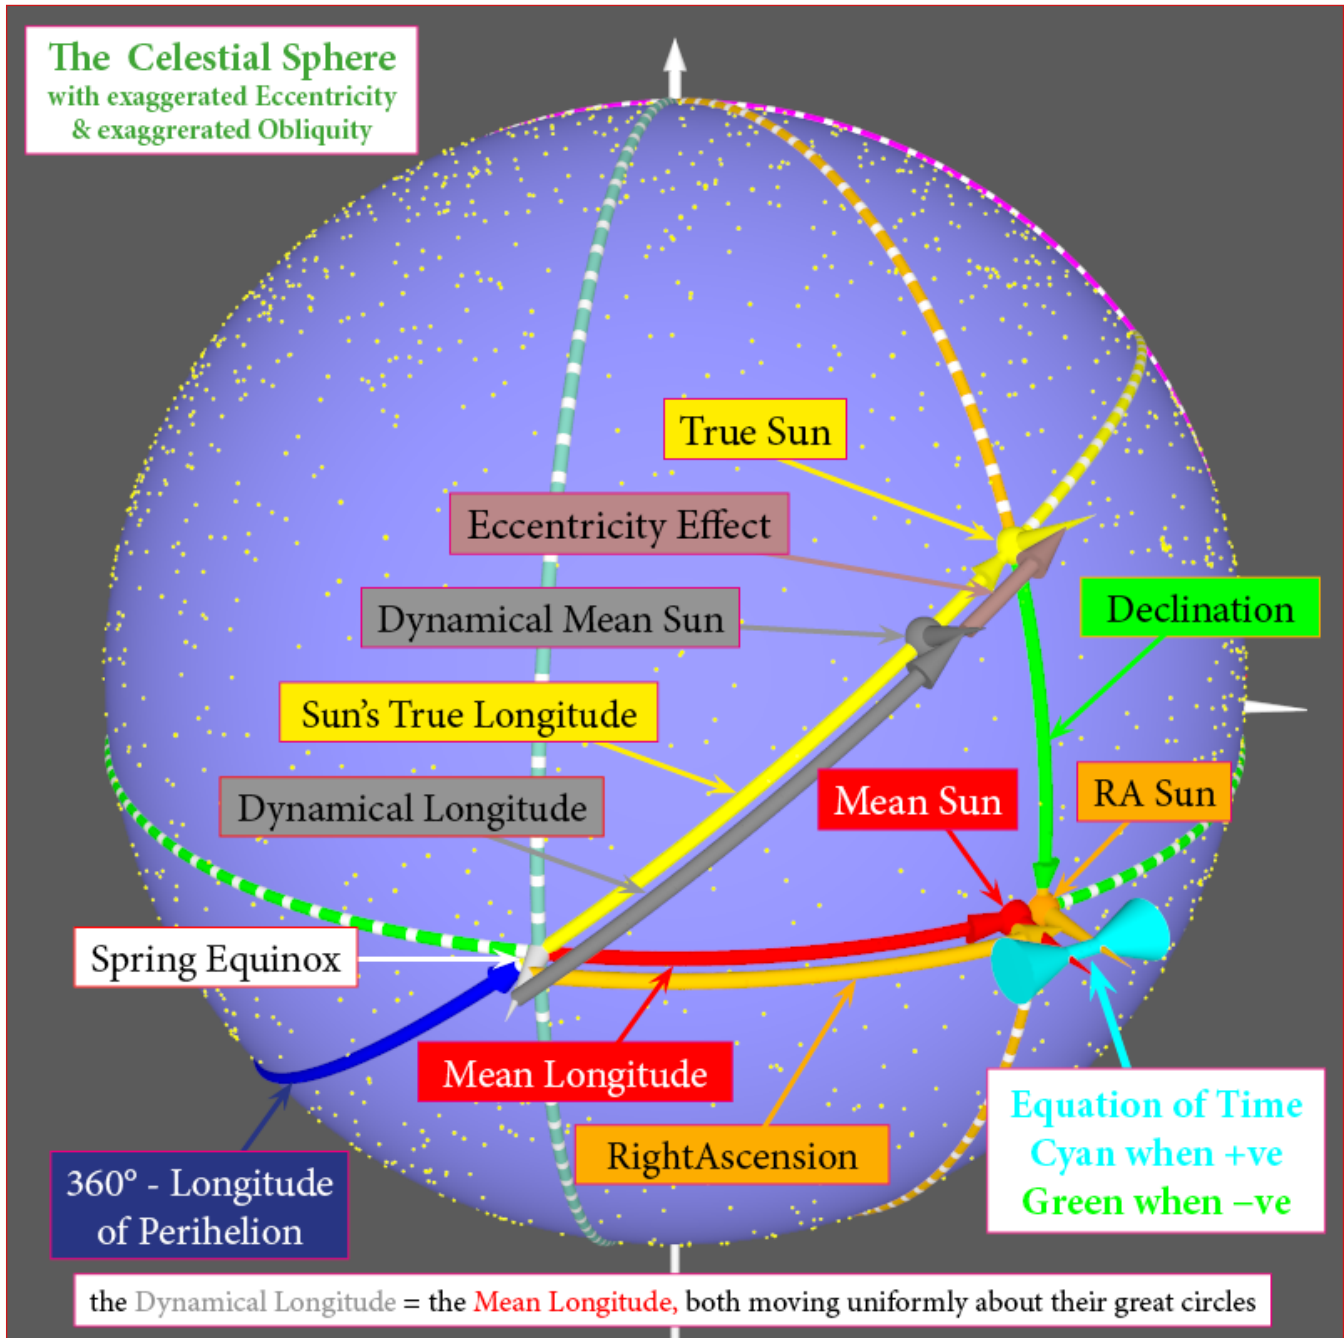 The Celestial Sphere
with exaggerated Eccentricity
& exaggrerated Obliquity
True Sun
Eccentricity Effect
Dynamical Mean Sun
Declination
Sun's True Longitude
Dynamical Longitude
Mean Sun
RA Sun
Spring Equinox
Mean Longitude
RightAscension
Equation of Time
Cyan when +ve
Green when −ve
360° - Longitude
of Perihelion
the Dynamical Longitude = the Mean Longitude, both moving uniformly about their great circles